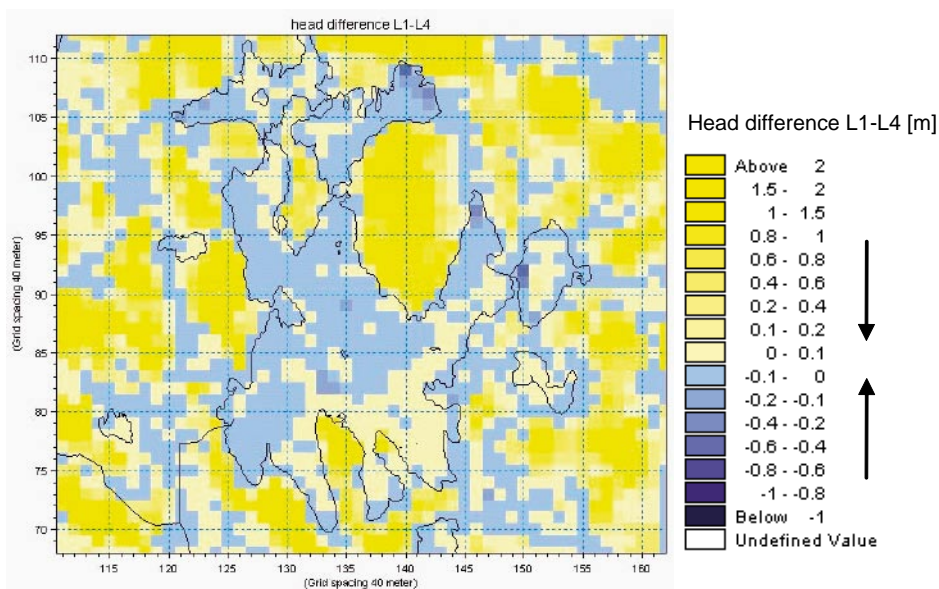 head difference L1-L4
110
105
100
95
90
85
80
75
70
(Grid spacing 40 meter)
115 120 125 130 135 140 145 150 155 160
(Grid spacing 40 meter)
Head difference L1-L4 [m]
Above 2
1.5 - 2
1 - 1.5
0.8 - 1
0.6 - 0.8
0.4 - 0.6
0.2 - 0.4
0.1 - 0.2
0 - 0.1
-0.1 - 0
-0.2 - -0.1
-0.4 - -0.2
-0.6 - -0.4
-0.8 - -0.6
-1 - -0.8
Below -1
Undefined Value